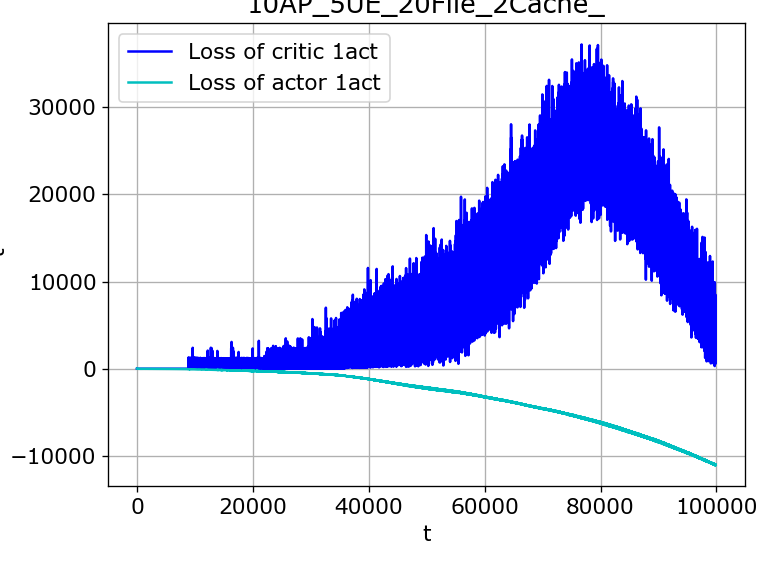 10AP_5UE_20File_2Cache_
Loss of critic 1act
Loss of actor 1act
30000
20000
10000
0
−10000
0 20000 40000 60000 80000 100000
t